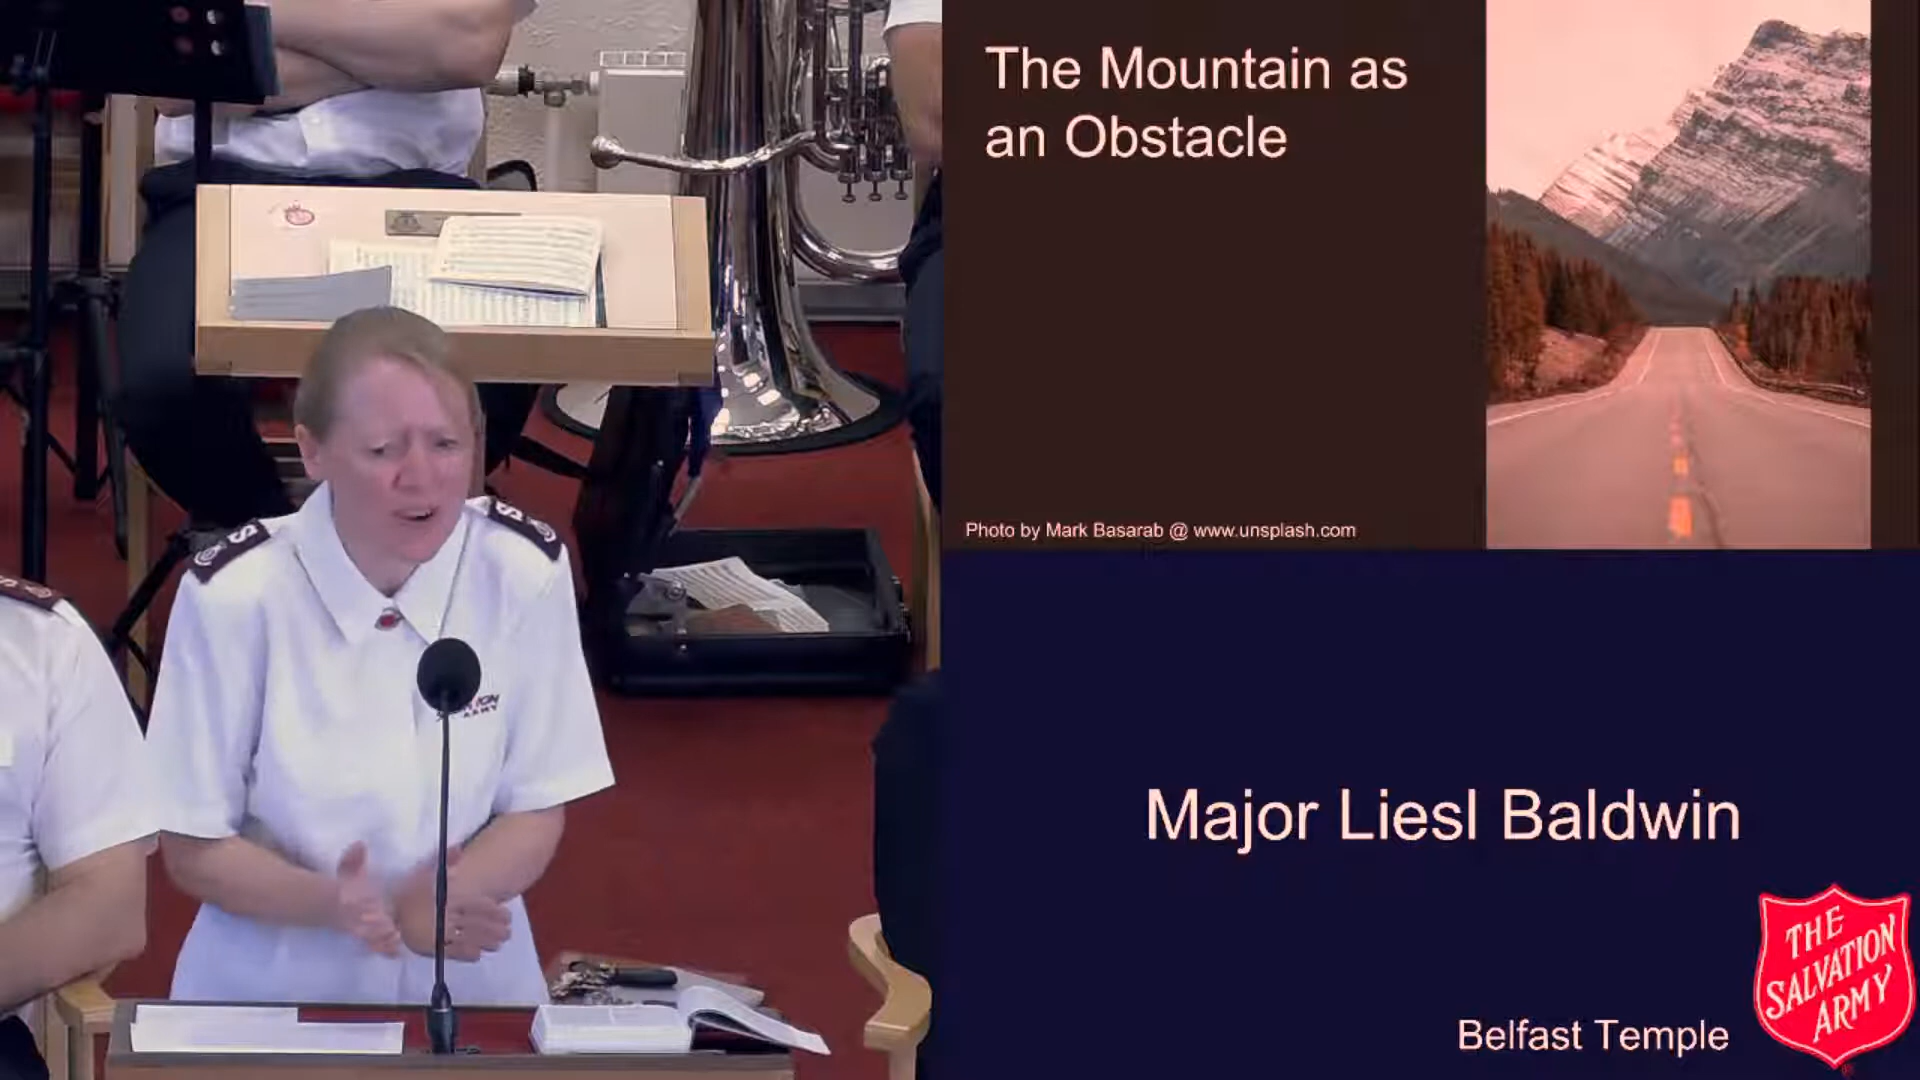 The Mountain as
an Obstacle
Photo by Mark Basarab @ www.unsplash.com
Major Liesl Baldwin
Belfast Temple
THE
SALVATION
ARMY
S
S
ARMY